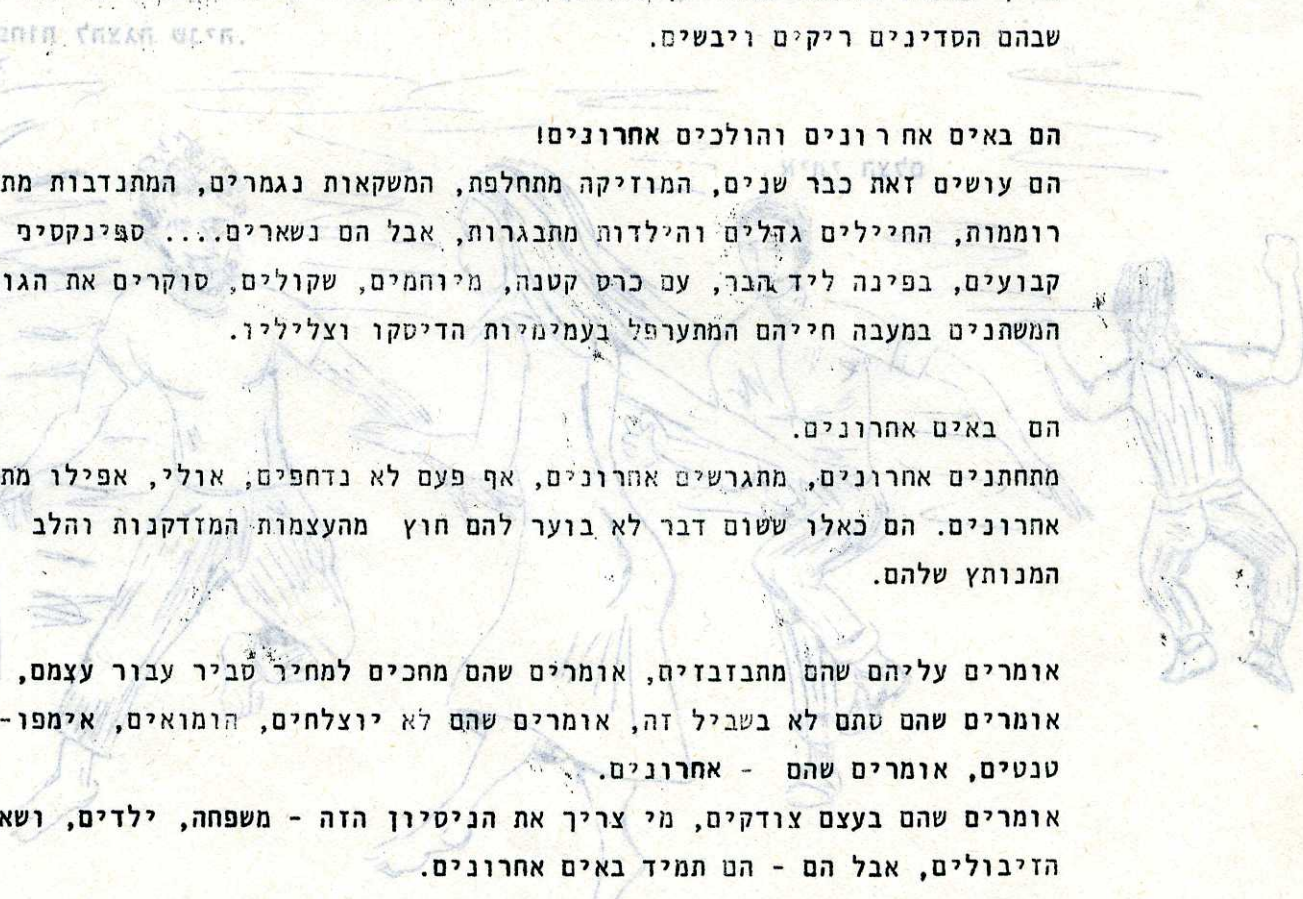 שבהם הסדינים ריקים ויבשים.
הם באים אח ר ונים והולכים אחרונים!
הם עושים זאת כבר שנים, המוזיקה מתחלפת, המשקאות נגמרים, המתנדבות מת
רוממות, החיילים גדלים והילדות מתבגרות, אבל הם נשארים.... ספינקסים
קבועים, בפינה ליד הבר, עם כרס קטנה, מיוחמים, שקולים, סוקרים את הגו
המשתנים במעבה חייהם המתערפל בעמימיות הדיסקו וצליליו.
הם באים אחרונים.
מתחתנים אחרונים, מתגרשים אחרונים, אף פעם לא נדחפים, אולי, אפילו מת
אחרונים. הם כאלו ששום דבר לא בוער להם חוץ מהעצמות המזדקנות והלב
המנותץ שלהם.
אומרים עליהם שהם מתבזבזים, אומרים שהם מחכים למחיר סביר עבור עצמם,
אומרים שהם סתם לא בשביל זה, אומרים שהם לא יוצלחים, הומואים, אימפו-
טנטים, אומרים שהם - אחרונים.
אומרים שהם בעצם צודקים, מי צריך את הניסיון הזה - משפחה, ילדים, ושא
הזיבולים, אבל הם - הם תמיד באים אחרונים.